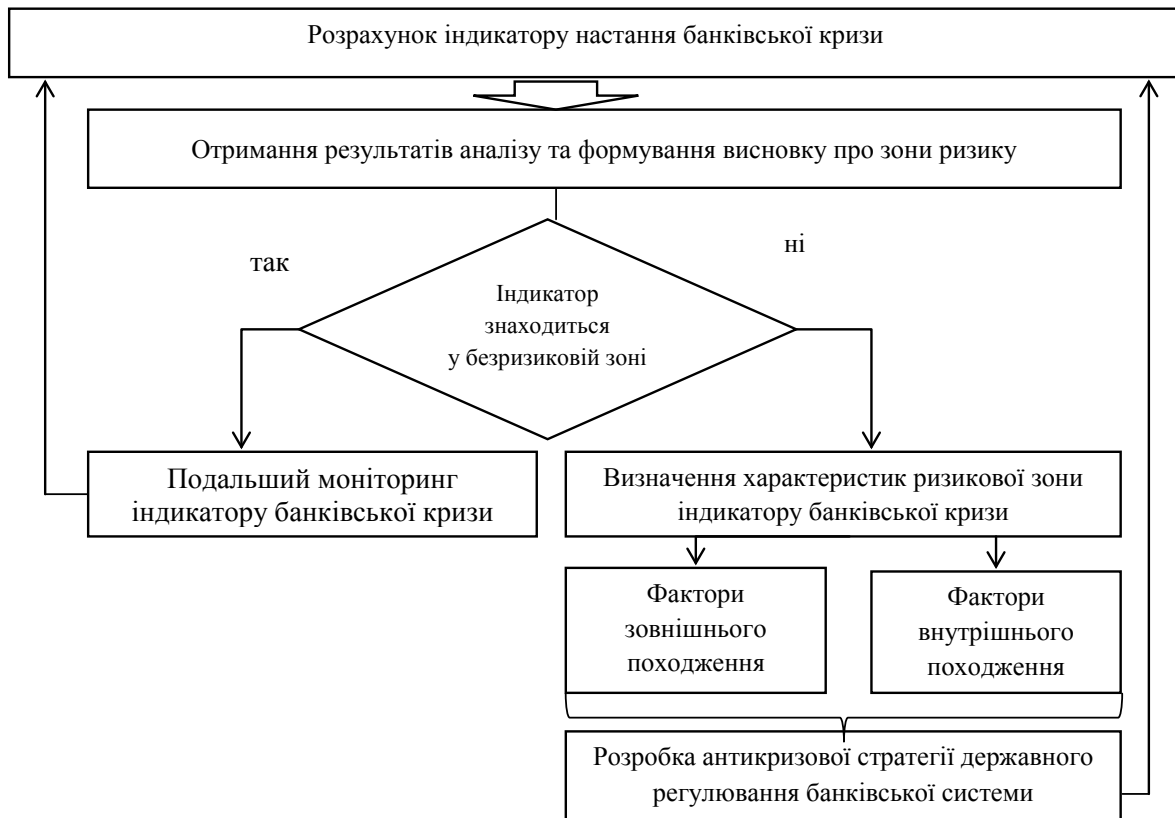 Розрахунок індикатору настання банківської кризи
Отримання результатів аналізу та формування висновку про зони ризику
так
ні
Індикатор
знаходиться
у безризиковій зоні
Подальший моніторинг
індикатору банківської кризи
Визначення характеристик ризикової зони
індикатору банківської кризи
Фактори
зовнішнього
походження
Фактори
внутрішнього
походження
Розробка антикризової стратегії державного
регулювання банківської системи